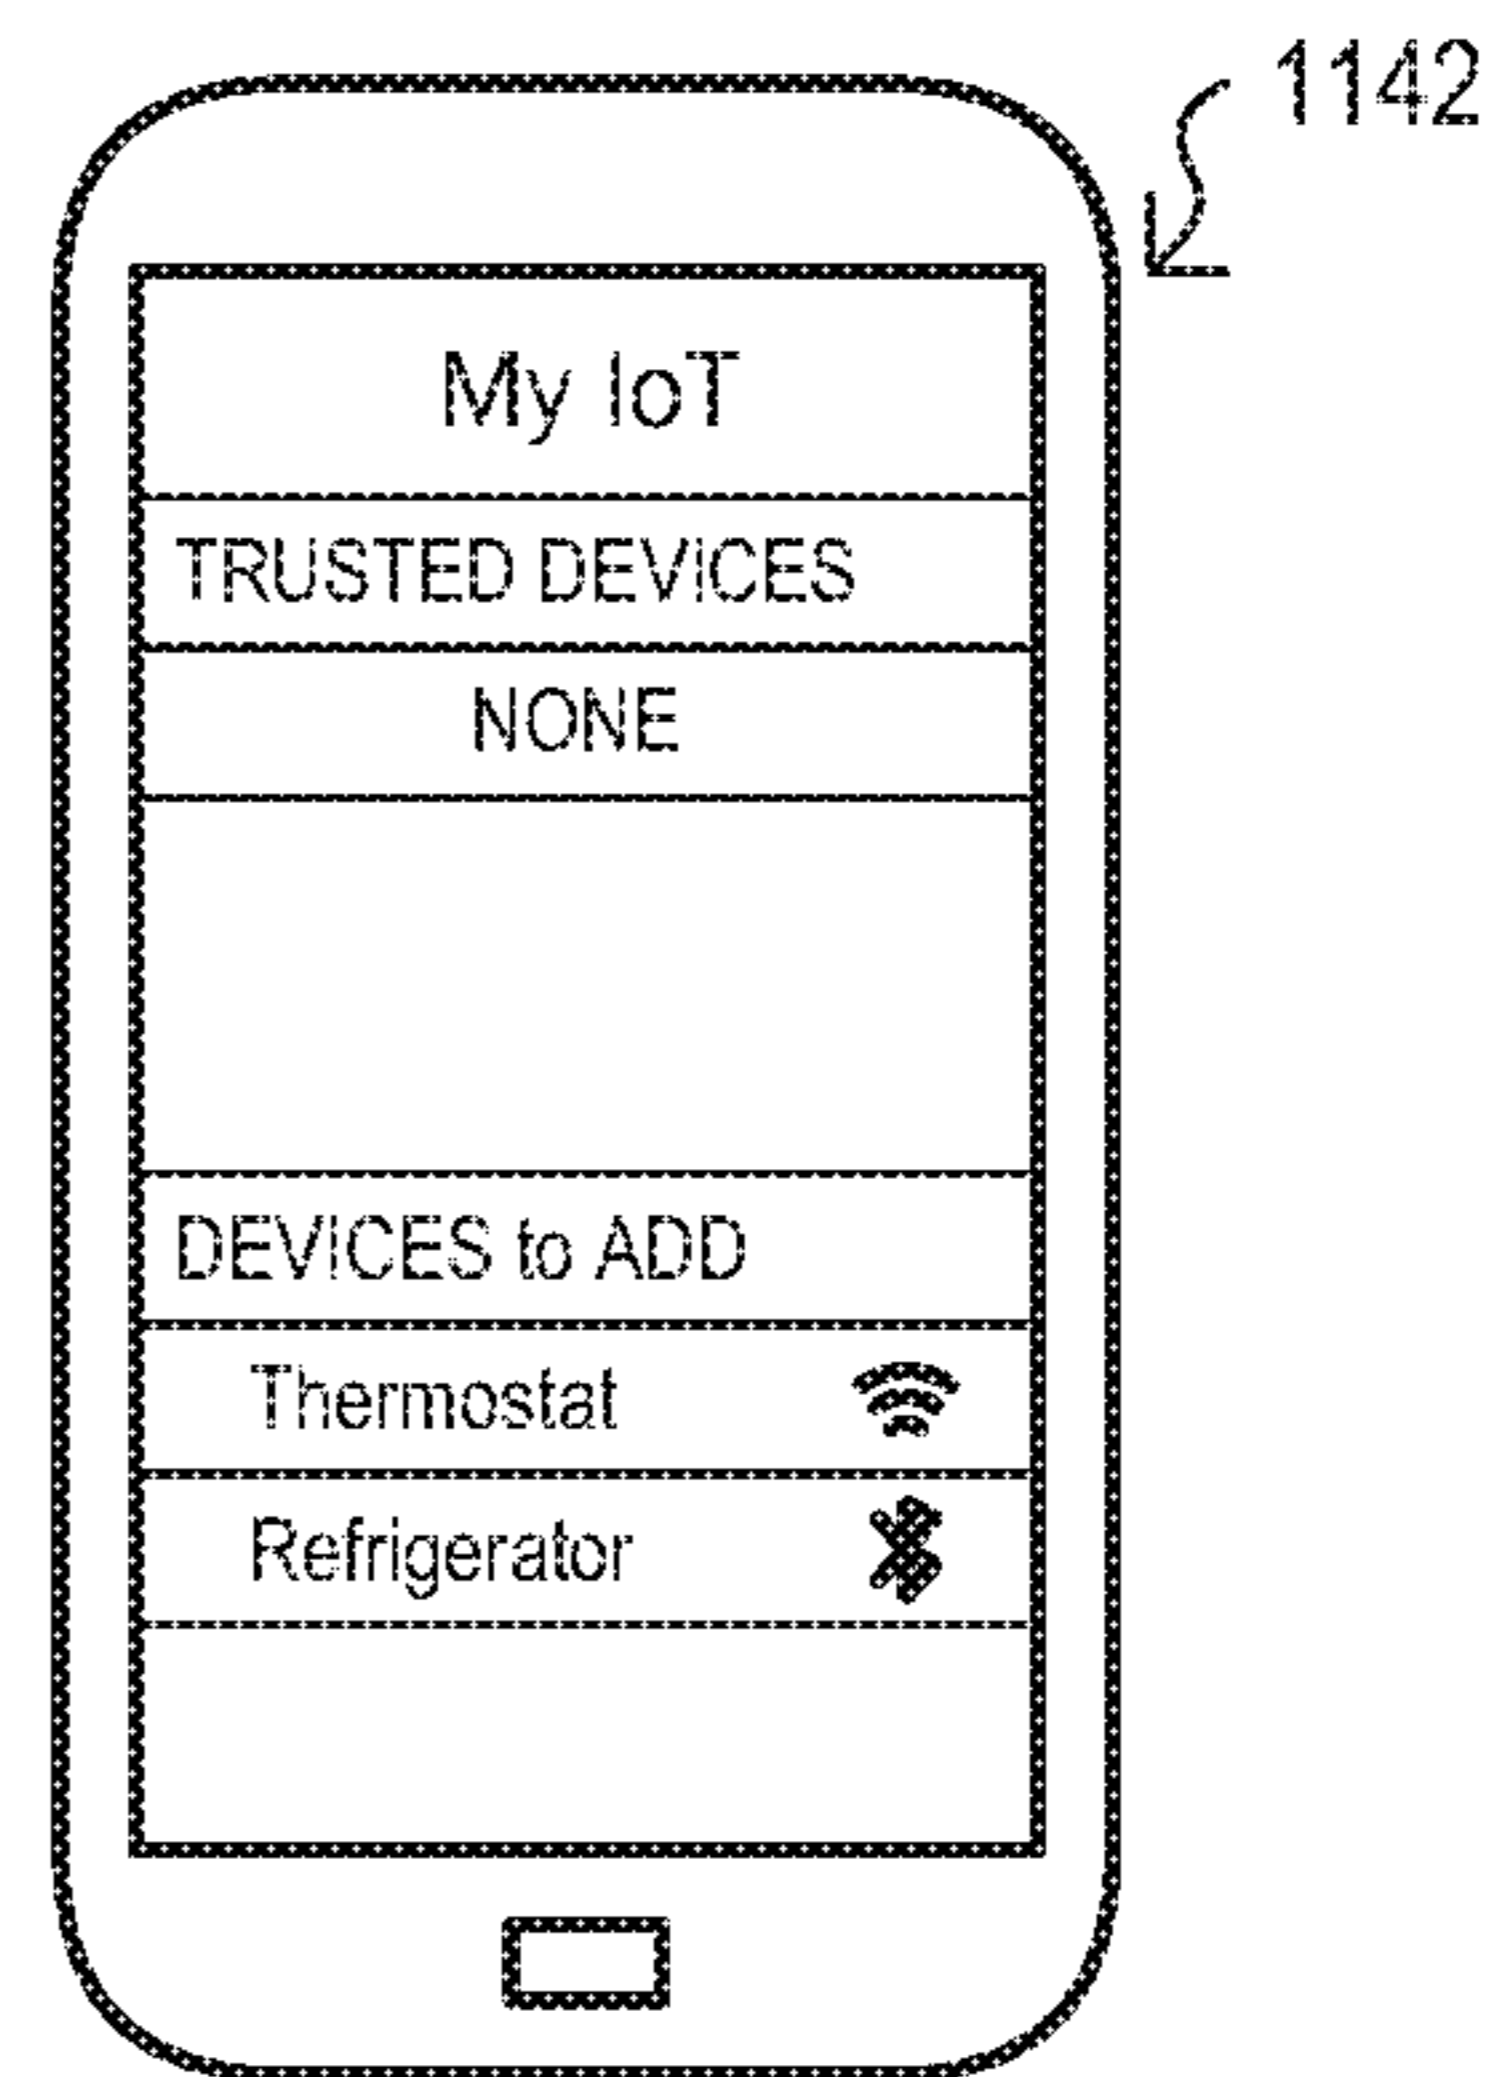 1142
My IoT
TRUSTED DEVICES
NONE
DEVICES to ADD
Thermostat
Refrigerator